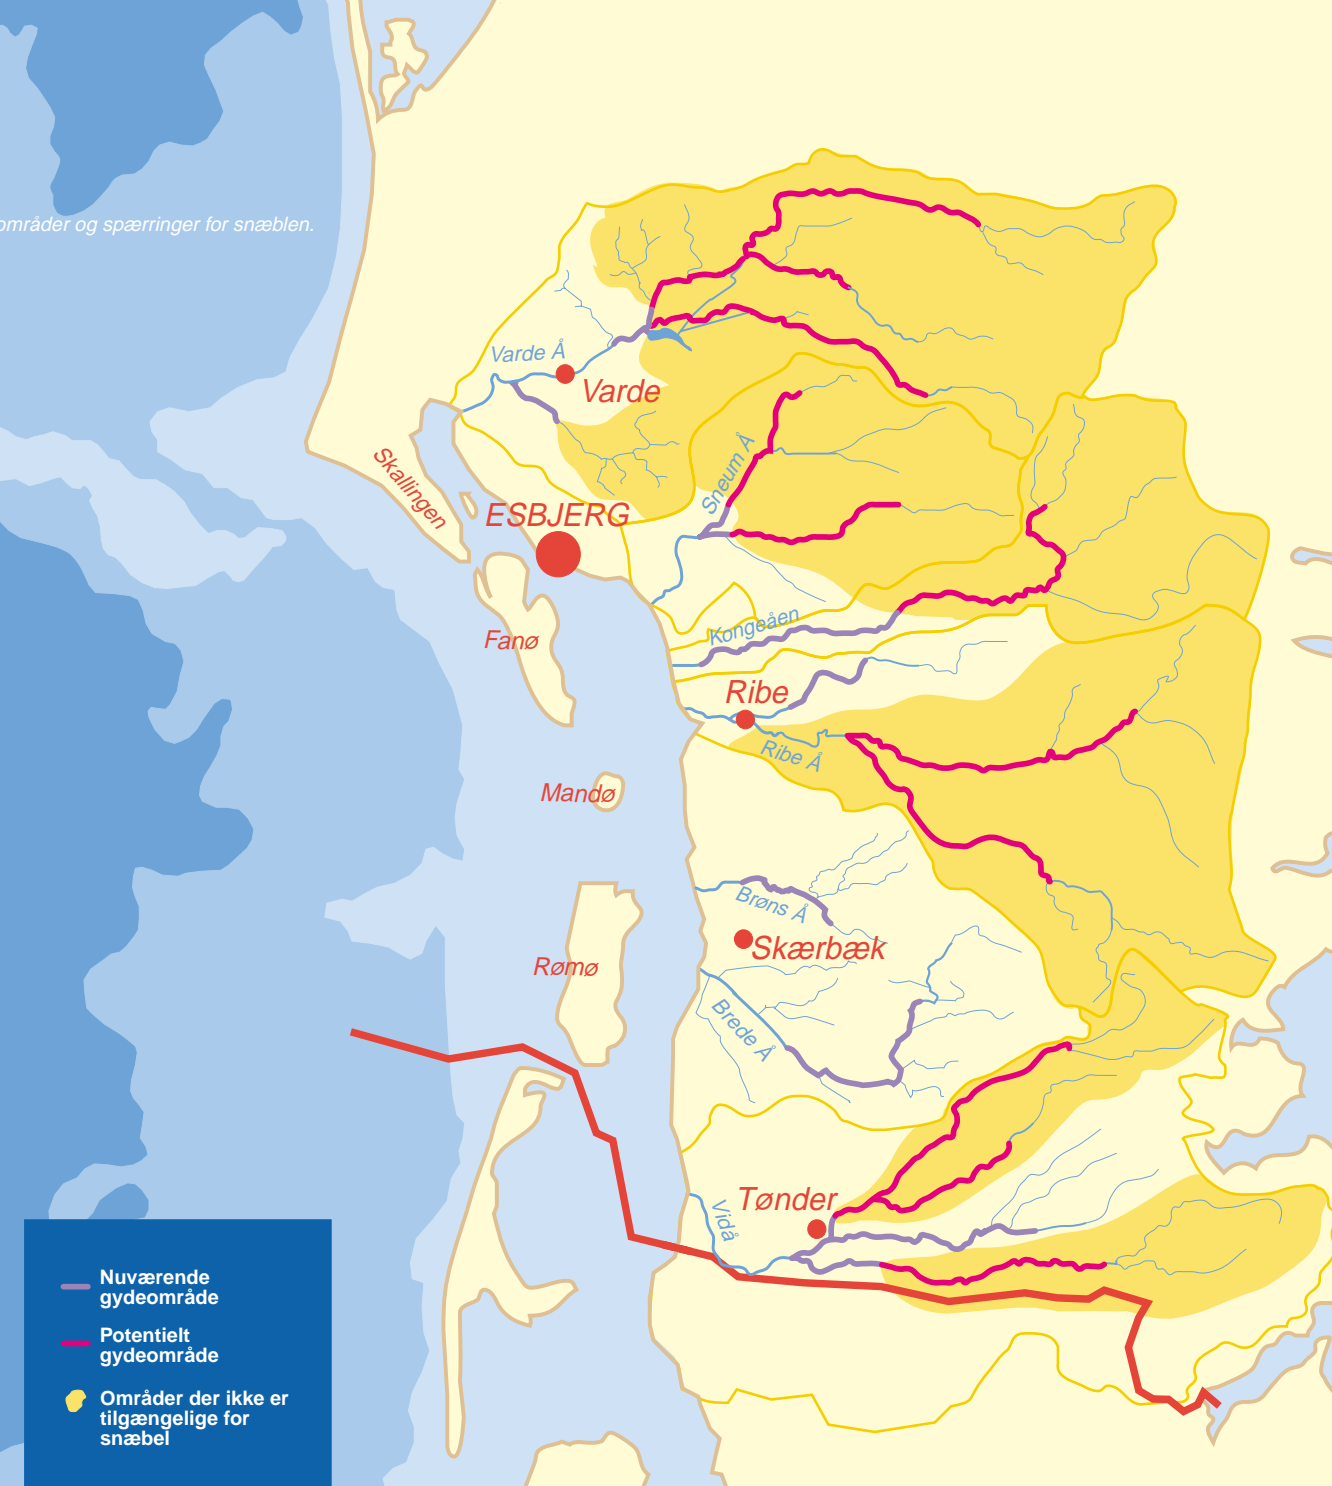 områder og spærringer for snæblen.
Varde Å
Varde
Skallingen
Sneum Å
ESBJERG
Fanø
Kongeåen
Ribe
Ribe Å
Mandø
Brøns Å
Skærbæk
Rømø
Brede Å
Tønder
Vidå
Nuværende
gydeområde
Potentielt
gydeområde
Områder der ikke er
tilgængelige for
snæbel